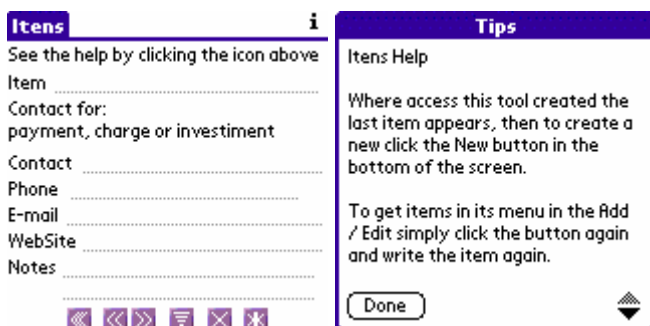 Itens i
See the help by clicking the icon above
Item
Contact for:
payment, charge or investiment
Contact
Phone
E-mail
WebSite
Notes
Tips
Itens Help
Where access this tool created the
last item appears, then to create a
new click the New button in the
bottom of the screen.
To get items in its menu in the Add
/ Edit simply click the button again
and write the item again.
Done